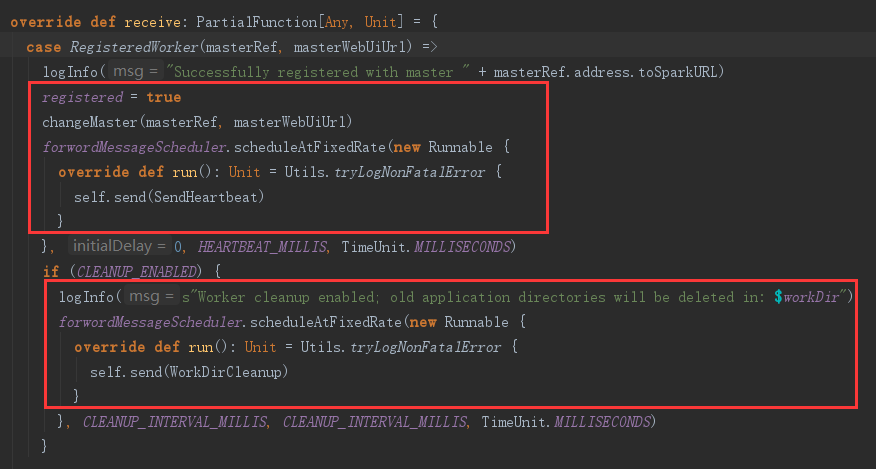 override def receive: PartialFunction[Any, Unit] = {
case RegisteredWorker(masterRef, masterWebUiUrl) =>
logInfo( msg = "Successfully registered with master " + masterRef.address.toSparkURL)
registered = true
changeMaster(masterRef, masterWebUiUrl)
forwordMessageScheduler.scheduleAtFixedRate(new Runnable {
override def run(): Unit = Utils.tryLogNonFatalError {
self.send(SendHeartbeat)
}
}, initialDelay = 0, HEARTBEAT_MILLIS, TimeUnit.MILLISECONDS)
if (CLEANUP_ENABLED) {
logInfo( msg = s"Worker cleanup enabled; old application directories will be deleted in: $workDir")
forwordMessageScheduler.scheduleAtFixedRate(new Runnable {
override def run(): Unit = Utils.tryLogNonFatalError {
self.send(WorkDirCleanup)
}
}, CLEANUP_INTERVAL_MILLIS, CLEANUP_INTERVAL_MILLIS, TimeUnit.MILLISECONDS)
}